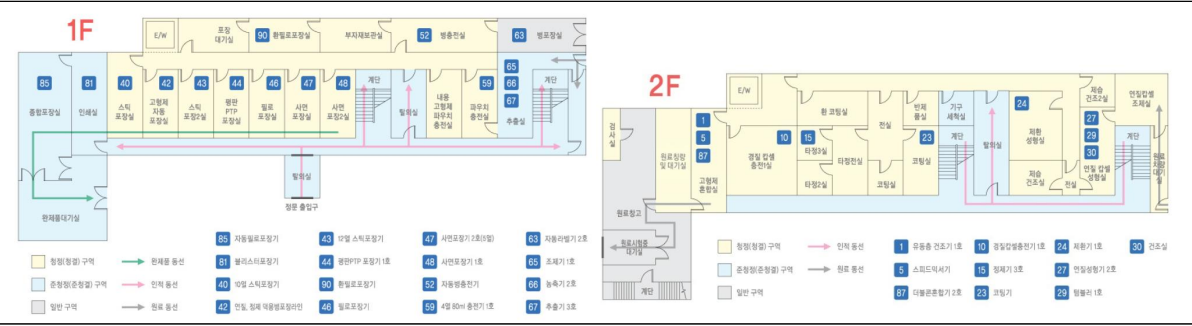 1F
E/W
포장
대기실
90 환필로포장실
부자재보관실
52 병충전실
63 병포장실
85
81
40
42
43
44
46
47
48
계단
59
65
66
67
계단
종합포장실
인쇄실
스틱
포장실
고형제
자동
포장실
스틱
포장2실
평판
PTP
포장실
필로
포장실
사면
포장실
사면
포장2실
탈의실
내용
고형제
파우치
충전실
파우치
충전실
추출실
탈의실
정문 출입구
완제품대기실
청정(청결) 구역
준청정(준청결) 구역
일반 구역
완제품 동선
인적 동선
원료 동선
85 자동필로포장기
81 블리스터포장기
40 10열 스틱포장기
42 연질, 정제 덕용병포장라인
43 12열 스틱포장기
44 평판PTP 포장기 1호
90 환필로포장기
46 필로포장기
47 사면포장기 2호(5열)
48 사면포장기 1호
52 자동병충전기
59 4열 80ml 충전기 1호
63 자동라벨기 2호
65 조제기 1호
66 농축기 2호
67 추출기 3호
2F
E/W
검
사
실
원료칭량
및 대기실
1
5
87
고형제
혼합실
경질 캅셀
충전1실
10
환 코팅실
15
타정3실
타정2실
타정전실
전실
코팅실
반제
품실
23
코팅실
기구
세척실
계단
탈의실
24
제환
성형실
제습
건조실
제습
건조2실
전실
27
29
30
연질 캅셀
성형실
연질캅셀
조제실
계단
원료칭량
대기실
원료창고
원료시험중
대기실
계단
청정(청결) 구역
준청정(준청결) 구역
일반 구역
인적 동선
원료 동선
1 유동층 건조기 1호
5 스피드믹서기
87 더블콘혼합기 2호
10 경질캅셀충전기 1호
15 정제기 3호
23 코팅기
24 제환기 1호
27 연질성형기 2호
29 텀블러 1호
30 건조실